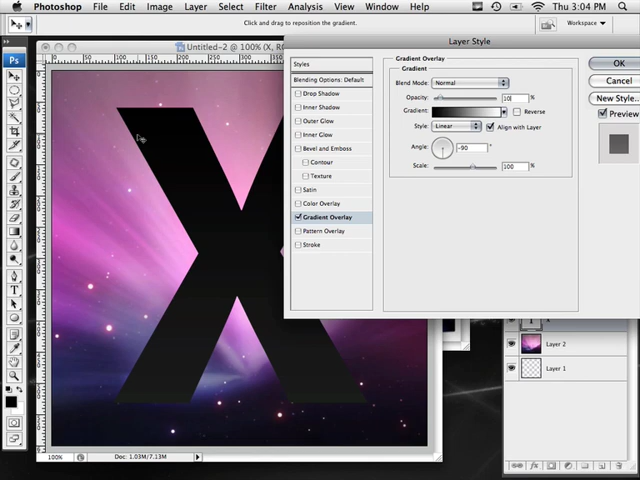 Photoshop File Edit Image Layer Select Filter Analysis View Window Help Thu 3:04 PM
Click and drag to reposition the gradient.
Workspace
Ps
Untitled-2 @ 100% (X, R
Layer Style
Styles
Blending Options: Default
Drop Shadow
Inner Shadow
Outer Glow
Inner Glow
Bevel and Emboss
Contour
Texture
Satin
Color Overlay
Gradient Overlay
Pattern Overlay
Stroke
Gradient Overlay
Gradient
Blend Mode: Normal
Opacity: 10 %
Gradient: Reverse
Style: Linear Align with Layer
Angle: -90 °
Scale: 100 %
OK
Cancel
New Style...
Preview
X
T X
Layer 2
Layer 1
100% Doc: 1.03M/7.13M